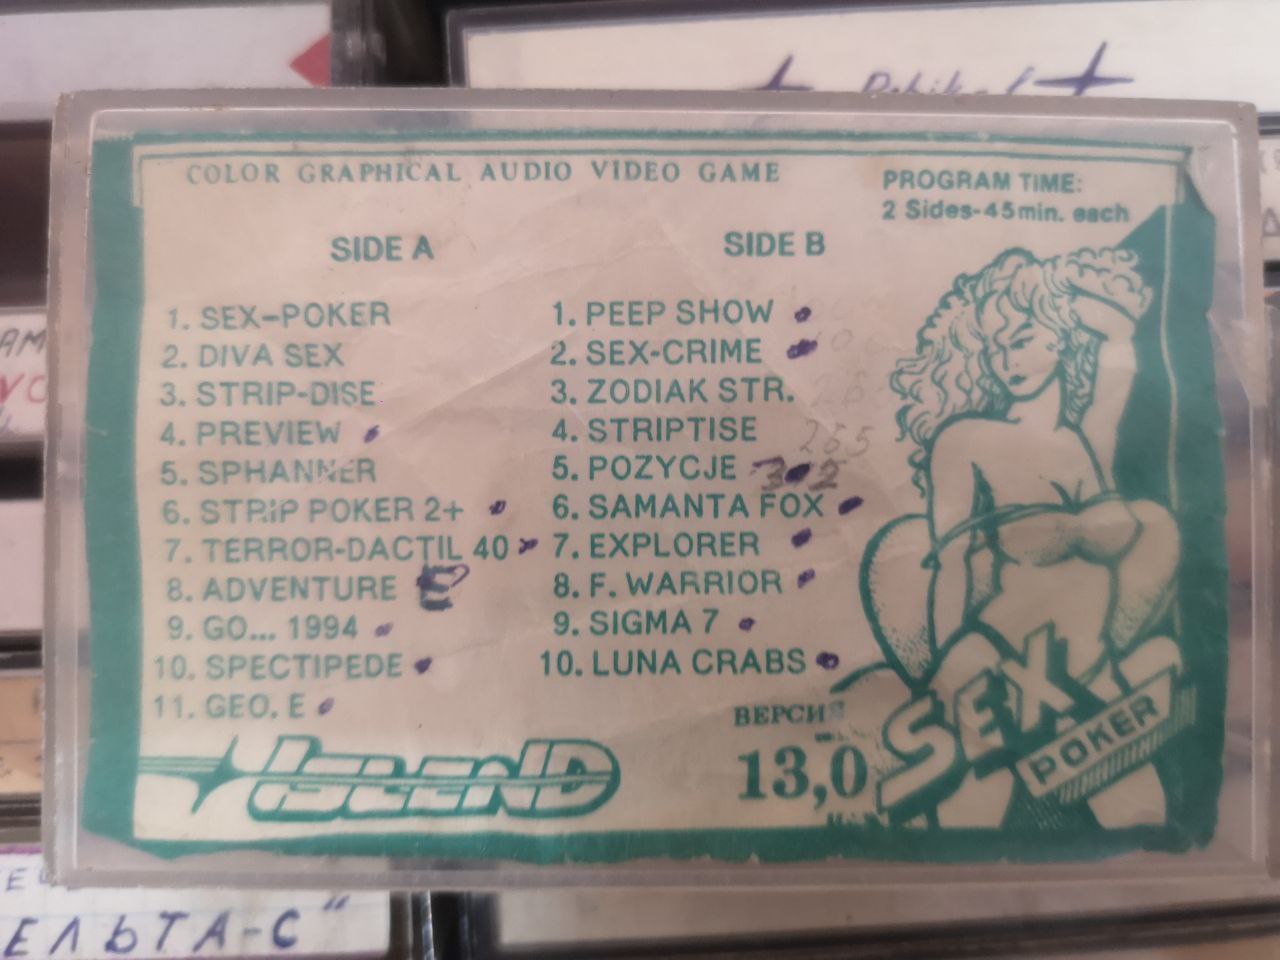 COLOR GRAPHICAL AUDIO VIDEO GAME
PROGRAM TIME:
2 Sides-45min. each
SIDE A
1. SEX-POKER
2. DIVA SEX
3. STRIP-DISE
4. PREVIEW
5. SPHANNER
6. STRIP POKER 2+
7. TERROR-DACTIL 40
8. ADVENTURE
9. GO... 1994
10. SPECTIPEDE
11. GEO. E
SIDE B
1. PEEP SHOW
2. SEX-CRIME
3. ZODIAK STR.
4. STRIPTISE
265
5. POZYCJE
6. SAMANTA FOX
7. EXPLORER
8. F. WARRIOR
9. SIGMA 7
10. LUNA CRABS
ВЕРСИЯ
13,0
ISLEND
SEX
POKER
ЕЛЬТА-С"